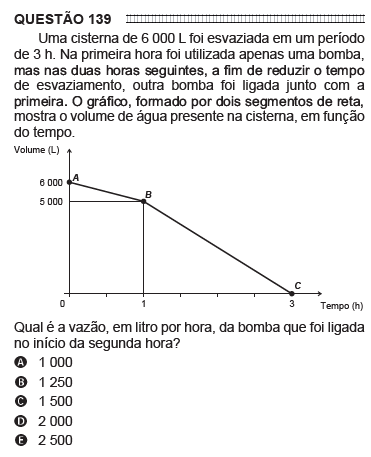 QUESTÃO 139
Uma cisterna de 6 000 L foi esvaziada em um período
de 3 h. Na primeira hora foi utilizada apenas uma bomba,
mas nas duas horas seguintes, a fim de reduzir o tempo
de esvaziamento, outra bomba foi ligada junto com a
primeira. O gráfico, formado por dois segmentos de reta,
mostra o volume de água presente na cisterna, em função
do tempo.
Volume (L)
6 000
A
5 000
B
C
0
1
3
Tempo (h)
Qual é a vazão, em litro por hora, da bomba que foi ligada
no início da segunda hora?
A 1 000
B 1 250
C 1 500
D 2 000
E 2 500